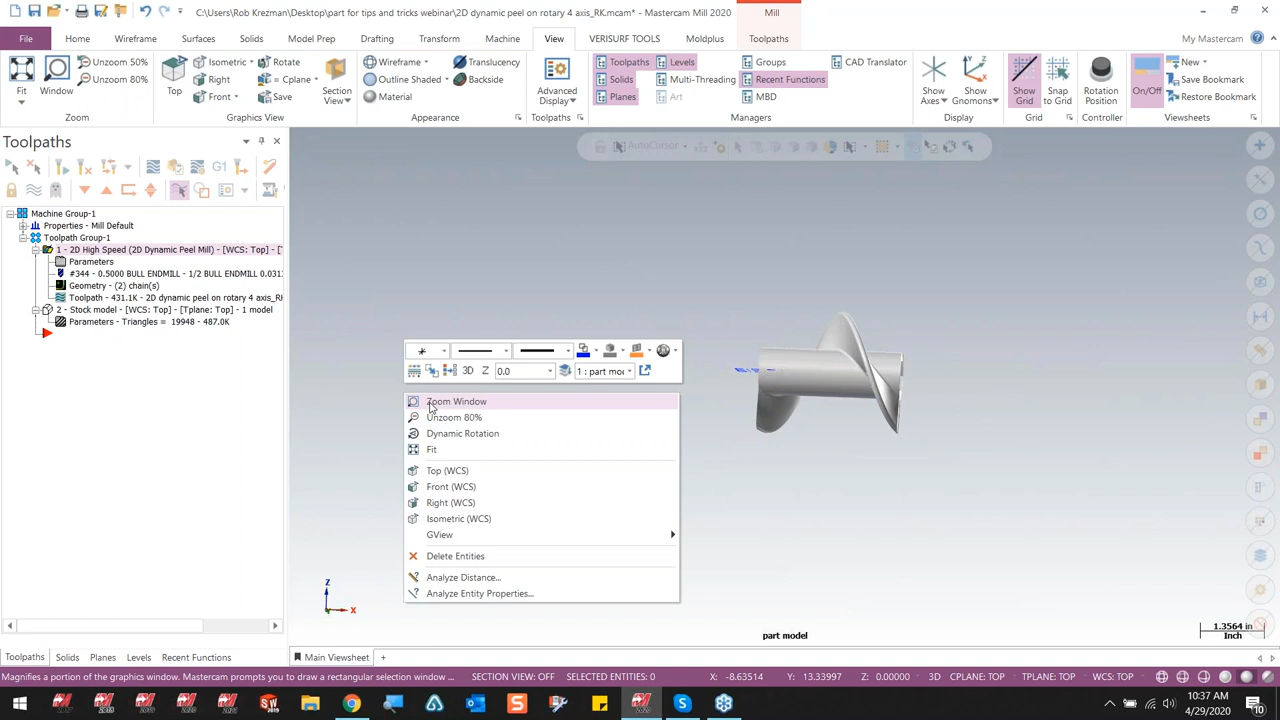 C:\Users\Rob Krezman\Desktop\part for tips and tricks webinar\2D dynamic peel on rotary 4 axis_RK.mcam* - Mastercam Mill 2020
Mill
File
Home
Wireframe
Surfaces
Solids
Model Prep
Drafting
Transform
Machine
View
VERISURF TOOLS
Moldplus
Toolpaths
My Mastercam
Fit
Window
Unzoom 50%
Unzoom 80%
Zoom
Top
Isometric
Right
Front
Rotate
= Cplane
Save
Section
View
Graphics View
Wireframe
Outline Shaded
Material
Translucency
Backside
Appearance
Advanced
Display
Toolpaths
Toolpaths
Solids
Planes
Levels
Multi-Threading
Art
Groups
Recent Functions
MBD
CAD Translator
Managers
Show
Axes
Show
Gnomons
Display
Show
Grid
Snap
to Grid
Grid
Rotation
Position
Controller
On/Off
New
Save Bookmark
Restore Bookmark
Viewsheets
Toolpaths
AutoCursor
G1
Machine Group-1
Properties - Mill Default
Toolpath Group-1
1 - 2D High Speed (2D Dynamic Peel Mill) - [WCS: Top] -
Parameters
#344 - 0.5000 BULL ENDMILL - 1/2 BULL ENDMILL 0.031
Geometry - (2) chain(s)
Toolpath - 431.1K - 2D dynamic peel on rotary 4 axis_RK
2 - Stock model - [WCS: Top] - [Tplane: Top] - 1 model
Parameters - Triangles = 19948 - 487.0K
3D
Z
0.0
1 : part mod
Zoom Window
Unzoom 80%
Dynamic Rotation
Fit
Top (WCS)
Front (WCS)
Right (WCS)
Isometric (WCS)
GView
Delete Entities
Analyze Distance...
Analyze Entity Properties...
Z
X
part model
1.3564 in
Inch
Toolpaths
Solids
Planes
Levels
Recent Functions
Main Viewsheet
+
Magnifies a portion of the graphics window. Mastercam prompts you to draw a rectangular selection window ...
SECTION VIEW: OFF
SELECTED ENTITIES: 0
X: -8.63514
Y: 13.33997
Z: 0.00000
3D
CPLANE: TOP
TPLANE: TOP
WCS: TOP
10:37 AM
4/29/2020
10